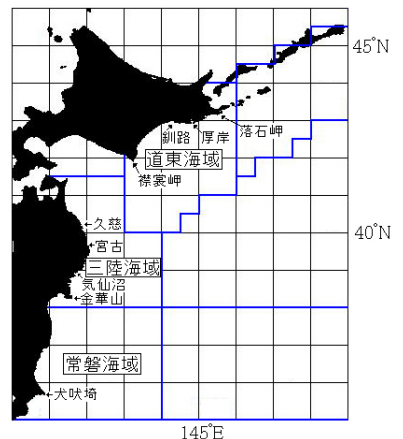 45°N
落石岬
釧路
厚岸
道東海域
襟裳岬
久慈
40°N
宮古
三陸海域
気仙沼
金華山
常磐海域
犬吠埼
145°E